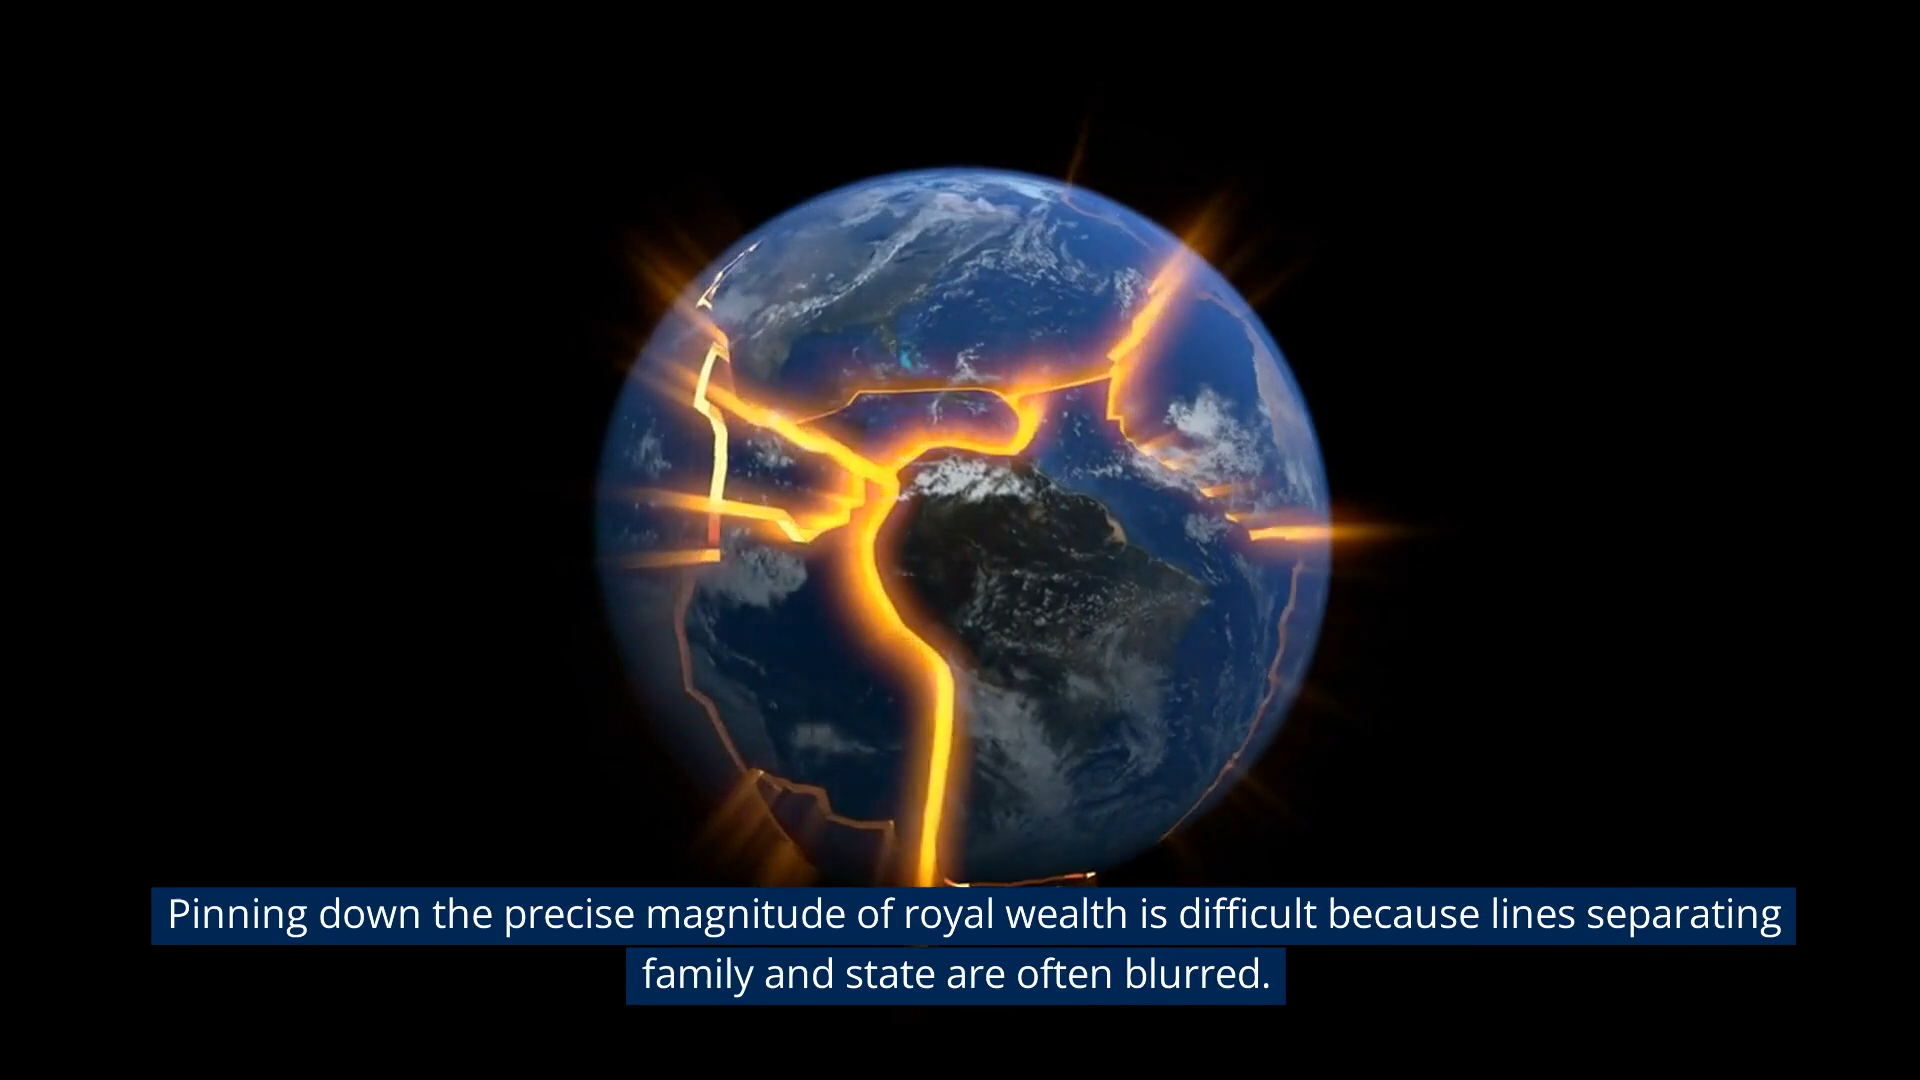 Pinning down the precise magnitude of royal wealth is difficult because lines separating
family and state are often blurred.